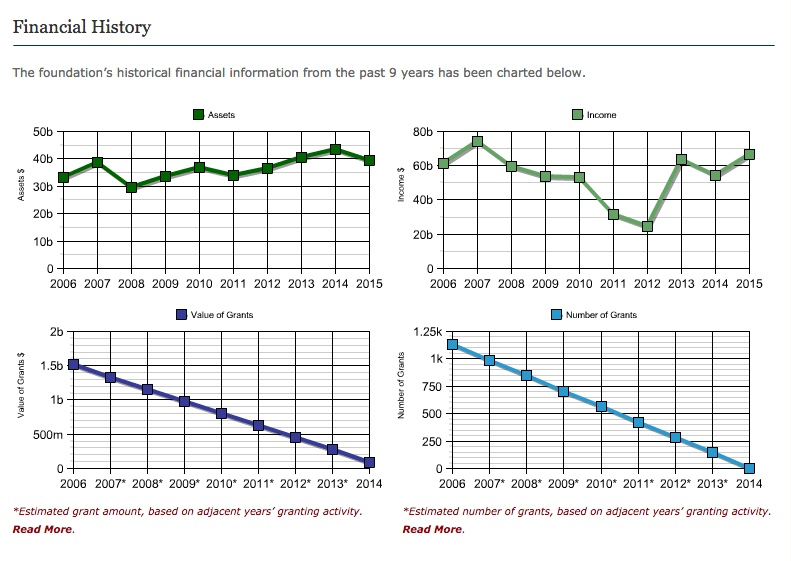 Financial History
The foundation’s historical financial information from the past 9 years has been charted below.
Assets
Assets $
50b
40b
30b
20b
10b
0
2006 2007 2008 2009 2010 2011 2012 2013 2014 2015
Income
Income $
80b
60b
40b
20b
0
2006 2007 2008 2009 2010 2011 2012 2013 2014 2015
Value of Grants
Value of Grants $
2b
1.5b
1b
500m
0
2006 2007* 2008* 2009* 2010* 2011* 2012* 2013* 2014
*Estimated grant amount, based on adjacent years’ granting activity.
Read More.
Number of Grants
Number of Grants
1.25k
1k
750
500
250
0
2006 2007* 2008* 2009* 2010* 2011* 2012* 2013* 2014
*Estimated number of grants, based on adjacent years’ granting activity.
Read More.